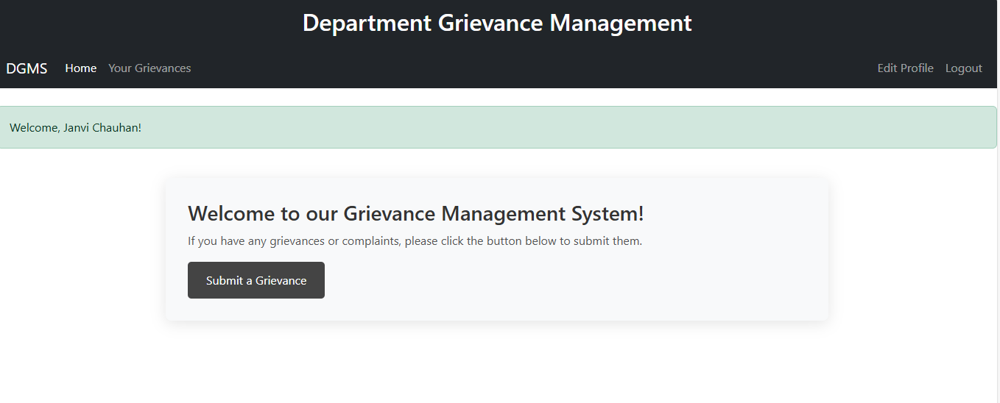 Department Grievance Management
DGMS Home Your Grievances Edit Profile Logout
Welcome, Janvi Chauhan!
Welcome to our Grievance Management System!
If you have any grievances or complaints, please click the button below to submit them.
Submit a Grievance